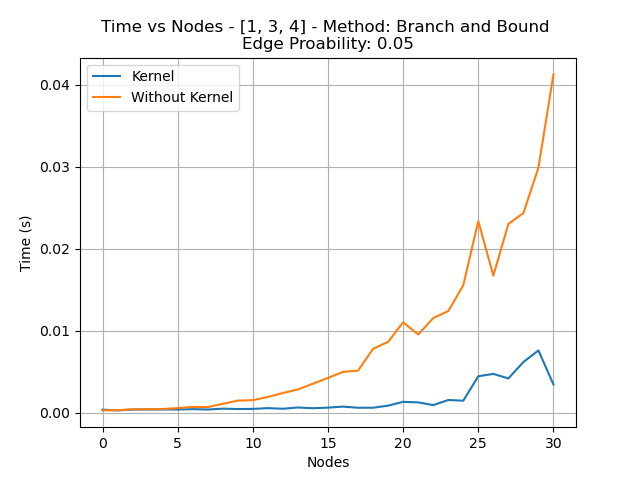 Time vs Nodes - [1, 3, 4] - Method: Branch and Bound
Edge Proability: 0.05
Kernel
Without Kernel
0.04
0.03
0.02
0.01
0.00
Time (s)
0 5 10 15 20 25 30
Nodes